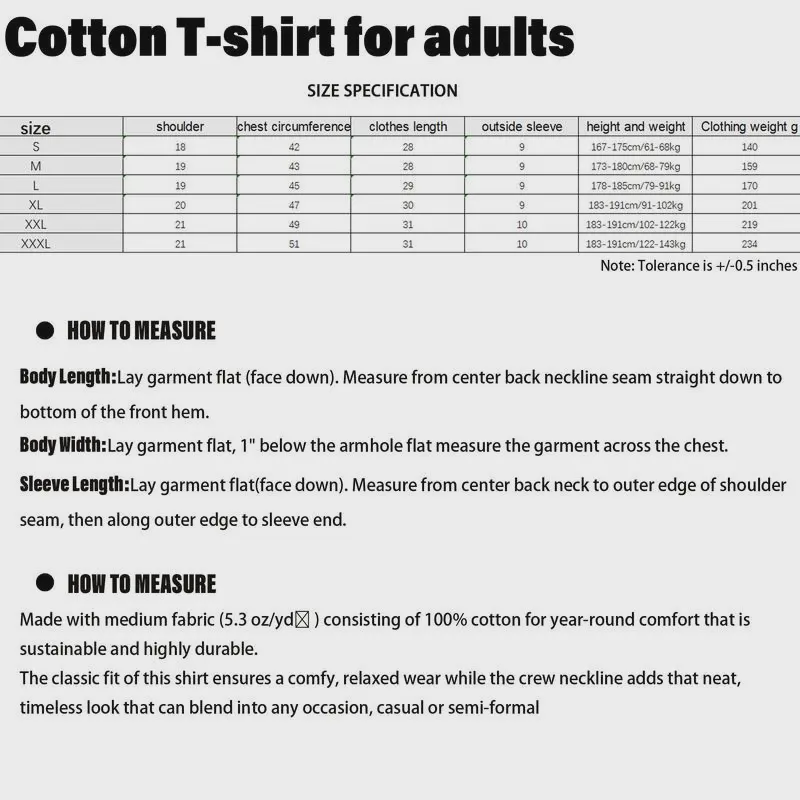 Cotton T-shirt for adults
SIZE SPECIFICATION
size shoulder chest circumference clothes length outside sleeve height and weight Clothing weight g
S 18 42 28 9 167-175cm/61-68kg 140
M 19 43 28 9 173-180cm/68-79kg 159
L 19 45 29 9 178-185cm/79-91kg 170
XL 20 47 30 9 183-191cm/91-102kg 201
XXL 21 49 31 10 183-191cm/102-122kg 219
XXXL 21 51 31 10 183-191cm/122-143kg 234
Note: Tolerance is +/-0.5 inches
● HOW TO MEASURE
Body Length:Lay garment flat (face down). Measure from center back neckline seam straight down to
bottom of the front hem.
Body Width:Lay garment flat, 1" below the armhole flat measure the garment across the chest.
Sleeve Length:Lay garment flat(face down). Measure from center back neck to outer edge of shoulder
seam, then along outer edge to sleeve end.
● HOW TO MEASURE
Made with medium fabric (5.3 oz/yd☒ ) consisting of 100% cotton for year-round comfort that is
sustainable and highly durable.
The classic fit of this shirt ensures a comfy, relaxed wear while the crew neckline adds that neat,
timeless look that can blend into any occasion, casual or semi-formal